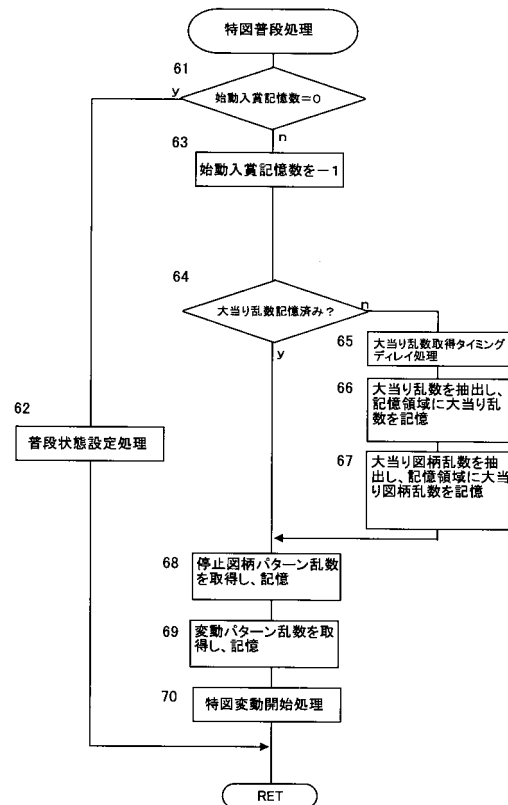 特図普段処理
61
始動入賞記憶数=0
y
n
63
始動入賞記憶数を−1
64
大当り乱数記憶済み?
n
y
65
大当り乱数取得タイミング
ディレイ処理
66
大当り乱数を抽出し、
記憶領域に大当り乱
数を記憶
62
普段状態設定処理
67
大当り図柄乱数を抽
出し、記憶領域に大当
り図柄乱数を記憶
68
停止図柄パターン乱数
を取得し、記憶
69
変動パターン乱数を取
得し、記憶
70
特図変動開始処理
RET